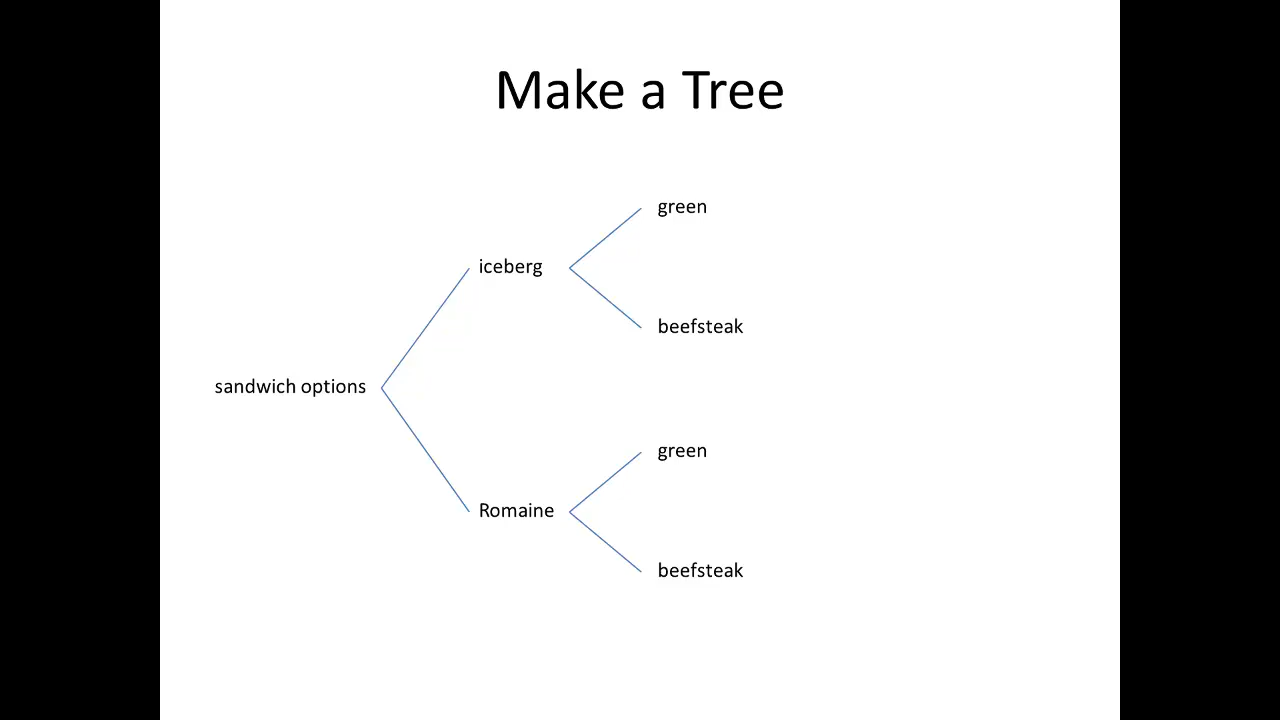 Make a Tree
green
iceberg
beefsteak
sandwich options
green
Romaine
beefsteak